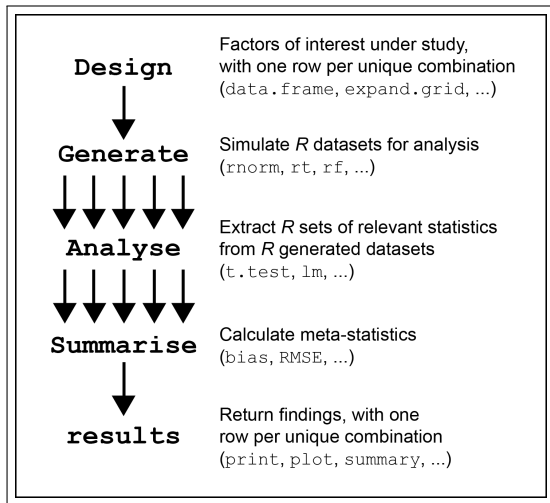 Design
Factors of interest under study,
with one row per unique combination
(data.frame, expand.grid, ...)
Generate
Simulate R datasets for analysis
(rnorm, rt, rf, ...)
Analyse
Extract R sets of relevant statistics
from R generated datasets
(t.test, lm, ...)
Summarise
Calculate meta-statistics
(bias, RMSE, ...)
results
Return findings, with one
row per unique combination
(print, plot, summary, ...)